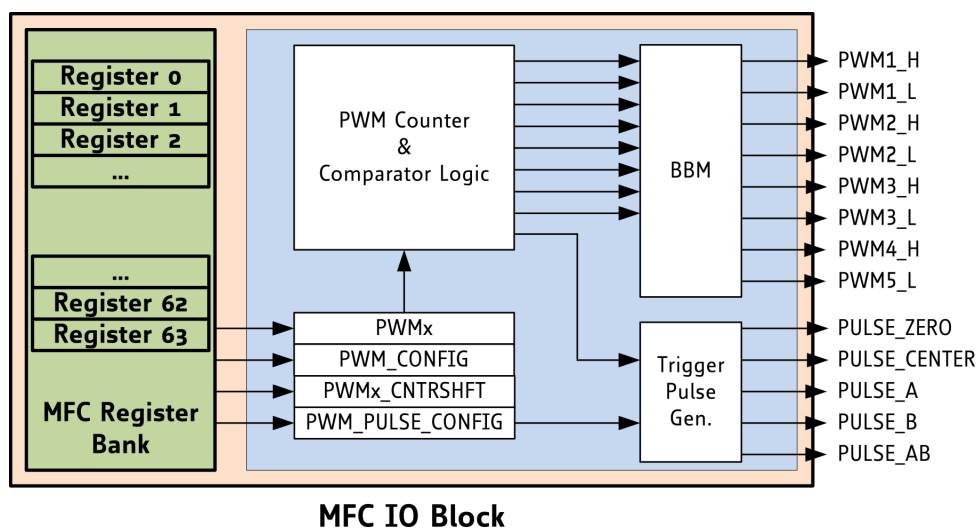 Register 0
Register 1
Register 2
...
...
Register 62
Register 63
MFC Register
Bank
PWM Counter
&
Comparator Logic
PWMx
PWM_CONFIG
PWMx_CNTRSHFT
PWM_PULSE_CONFIG
BBM
Trigger
Pulse
Gen.
PWM1_H
PWM1_L
PWM2_H
PWM2_L
PWM3_H
PWM3_L
PWM4_H
PWM5_L
PULSE_ZERO
PULSE_CENTER
PULSE_A
PULSE_B
PULSE_AB
MFC IO Block